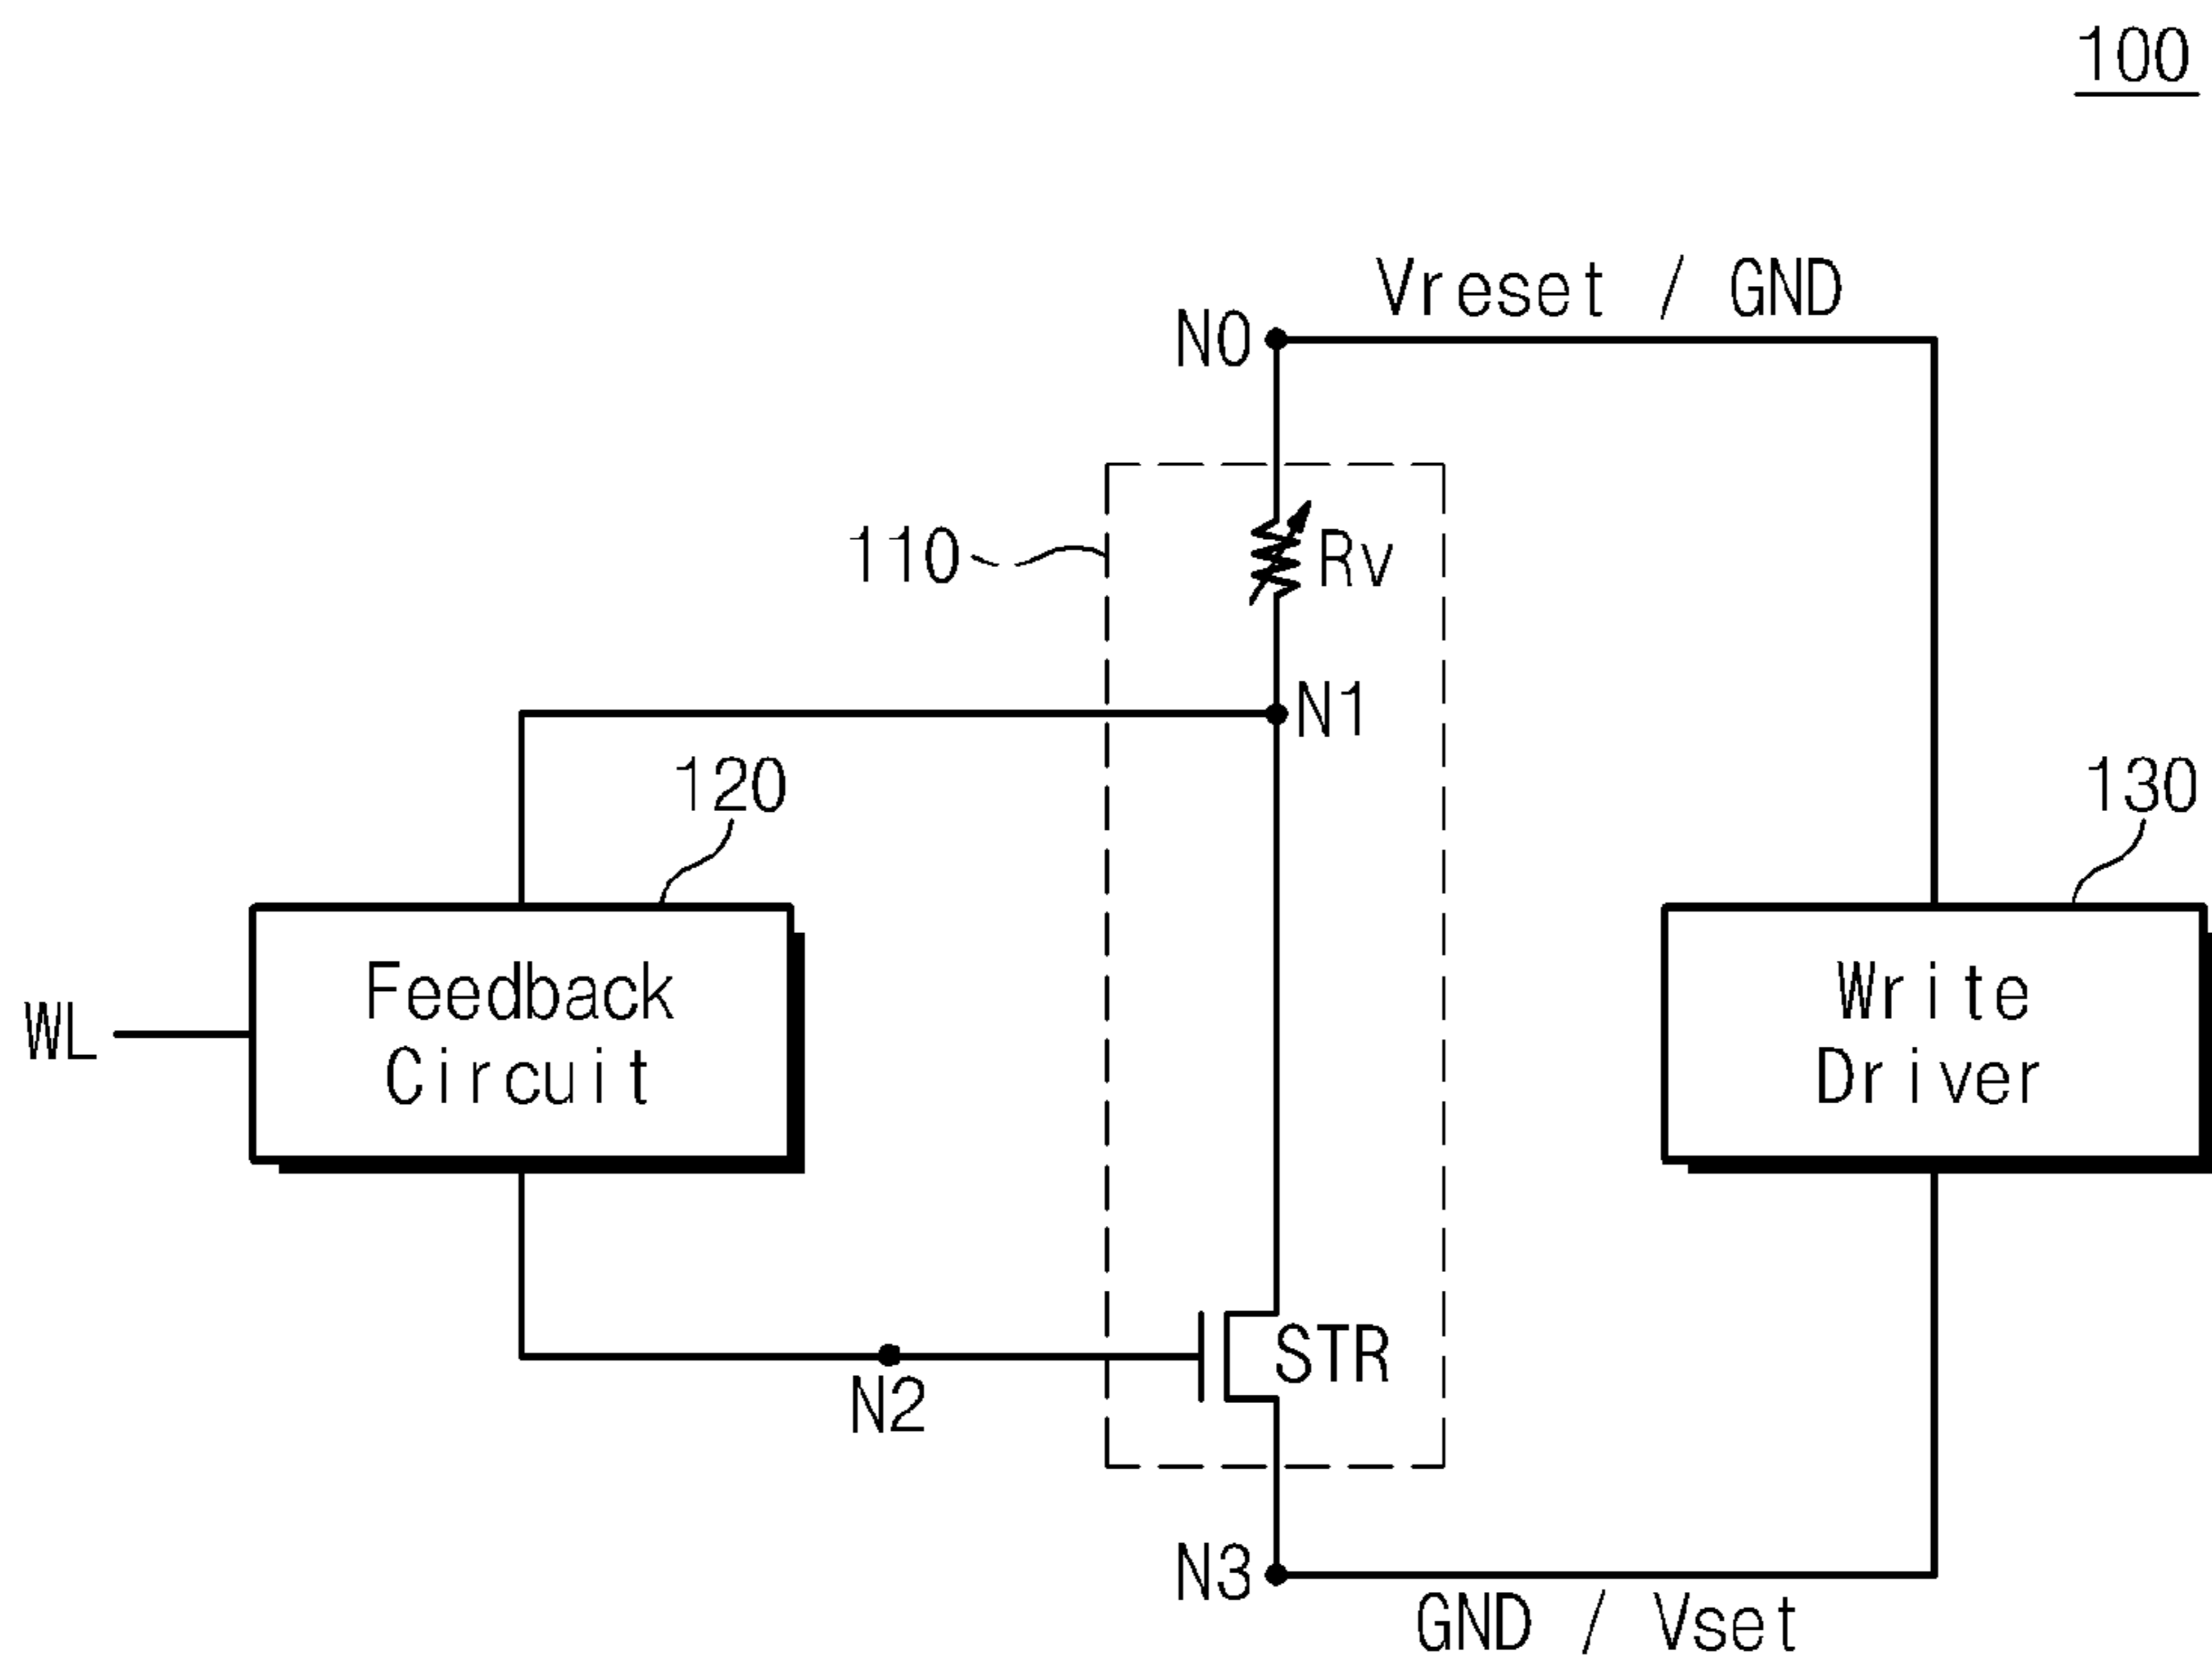 100
Vreset / GND
N0
110
Rv
N1
120
130
Feedback
Circuit
WL
Write
Driver
STR
N2
N3
GND / Vset